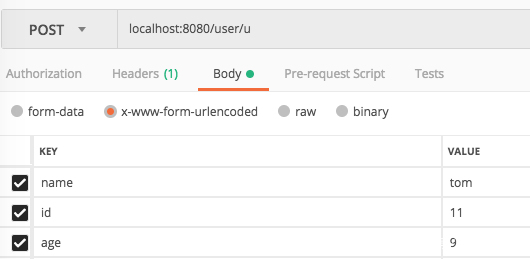 POST localhost:8080/user/u
Authorization Headers (1) Body Pre-request Script Tests
form-data x-www-form-urlencoded raw binary
KEY VALUE
name tom
id 11
age 9